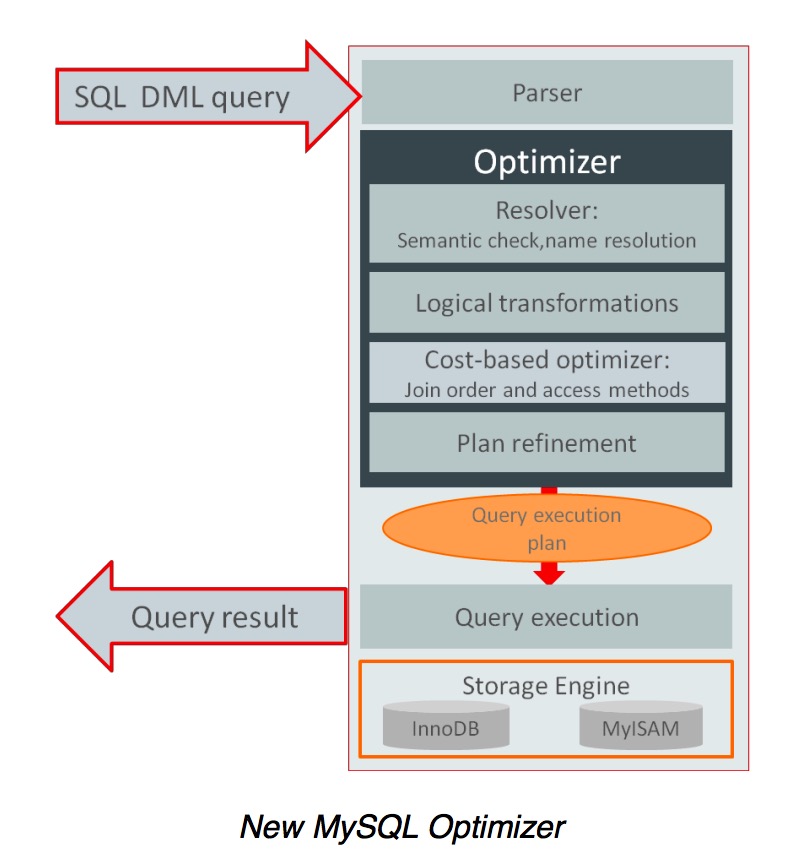 SQL DML query
Parser
Optimizer
Resolver:
Semantic check,name resolution
Logical transformations
Cost-based optimizer:
Join order and access methods
Plan refinement
Query execution
plan
Query result
Query execution
Storage Engine
InnoDB
MyISAM
New MySQL Optimizer